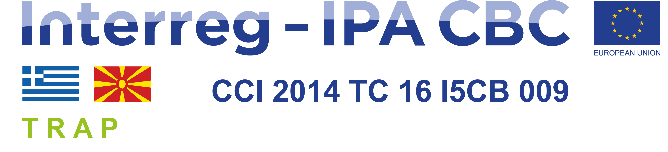 Interreg - IPA CBC
EUROPEAN UNION
CCI 2014 TC 16 I5CB 009
TRAP